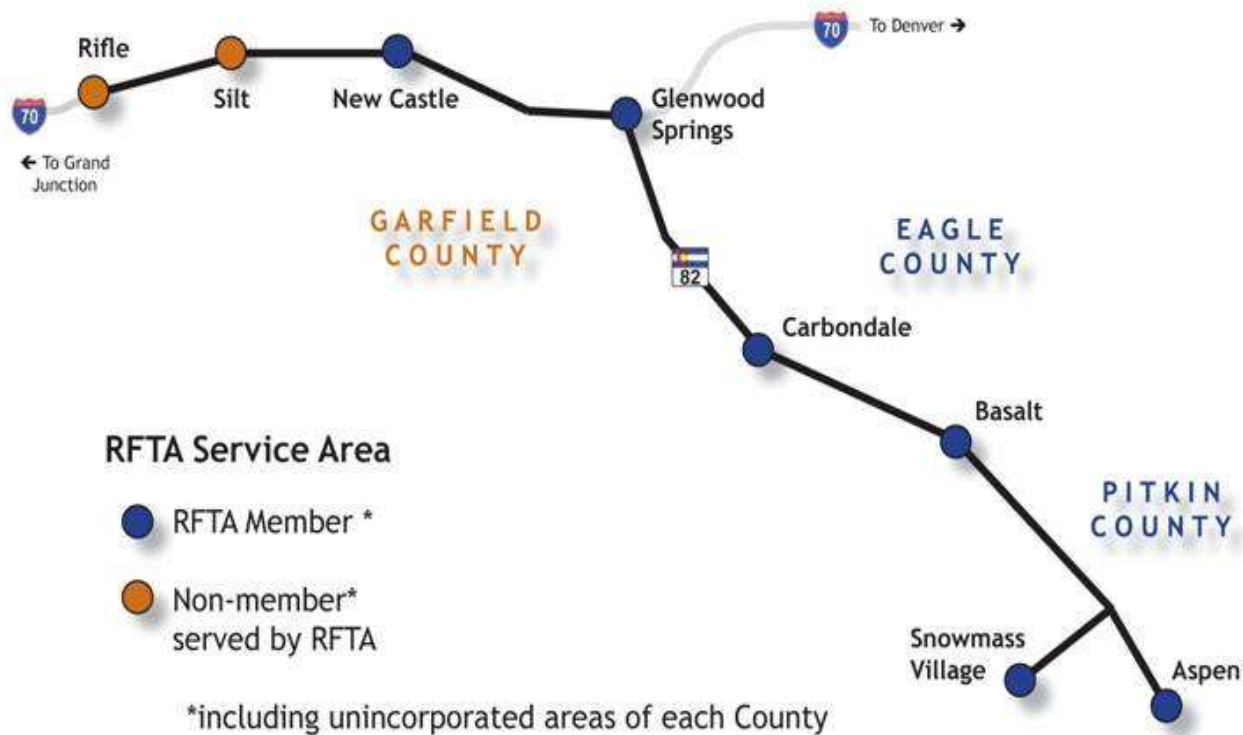 70
To Denver →
Rifle
Silt
New Castle
Glenwood
Springs
70
← To Grand
Junction
GARFIELD
COUNTY
EAGLE
COUNTY
82
Carbondale
Basalt
RFTA Service Area
PITKIN
COUNTY
RFTA Member *
Non-member*
served by RFTA
Snowmass
Village
Aspen
*including unincorporated areas of each County